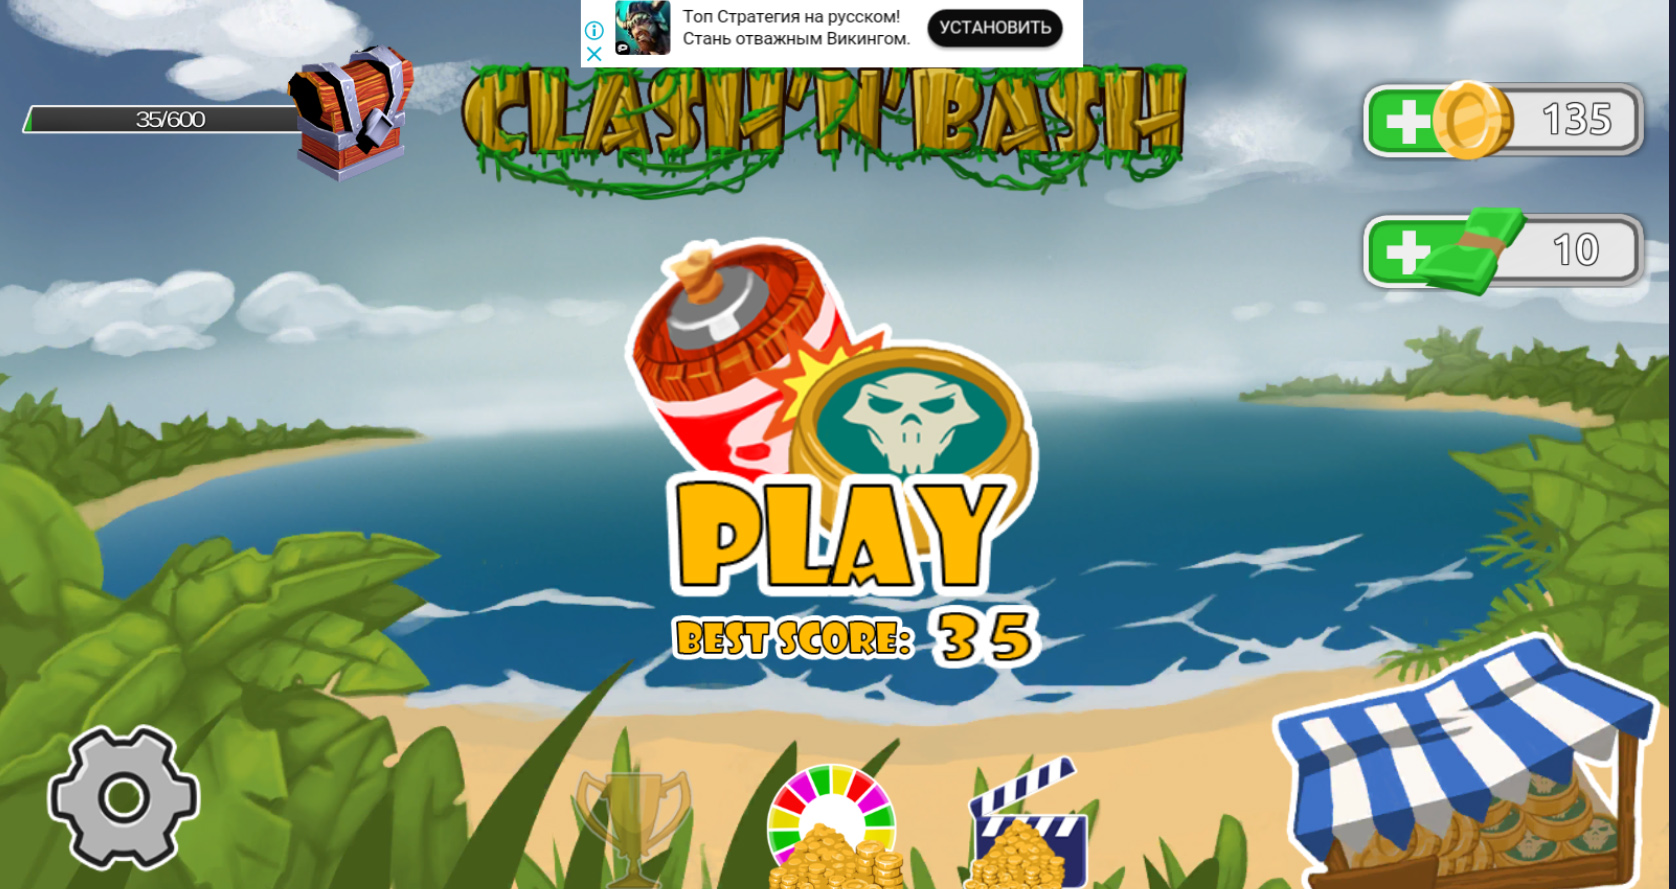 Топ Стратегия на русском!
Стань отважным Викингом.
УСТАНОВИТЬ
CLASH'N'BASH
35/600
135
10
PLAY
BEST SCORE: 35